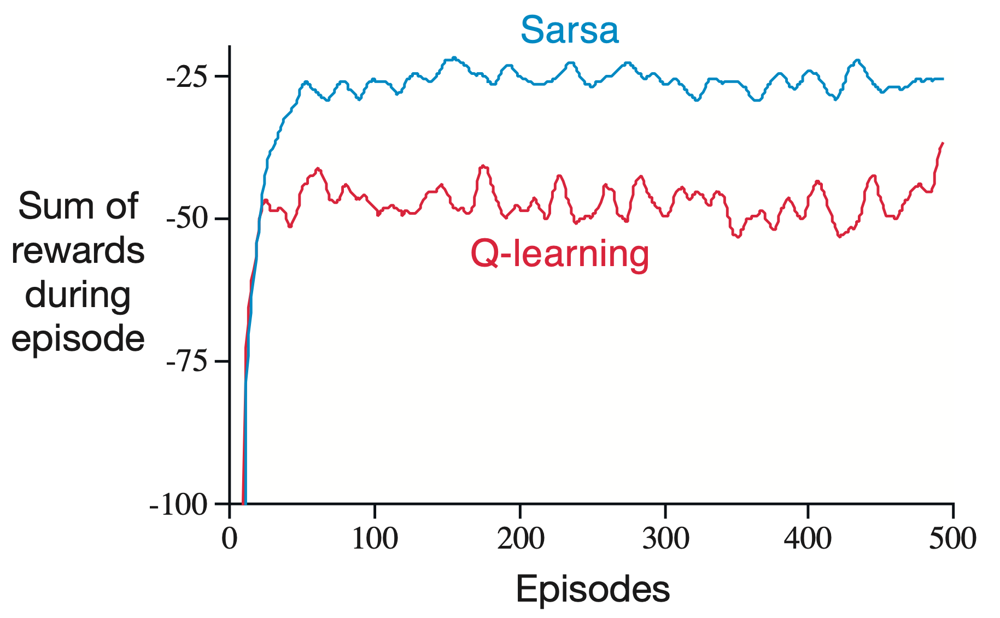 Sarsa
-25
Sum of
rewards
during
episode
-50
Q-learning
-75
-100
0 100 200 300 400 500
Episodes